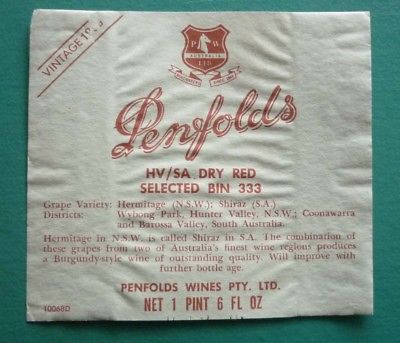 VINTAGE
P W
AUSTRALIA
LTD
Penfolds
HV/SA DRY RED
SELECTED BIN 333
Grape Variety: Hermitage (N.S.W.); Shiraz (S.A.)
Districts: Wybong Park, Hunter Valley, N.S.W.; Coonawarra
and Barossa Valley, South Australia.
Hermitage in N.S.W. is called Shiraz in S.A. The combination of
these grapes from two of Australia's finest wine regions produces
a Burgundy-style wine of outstanding quality. Will improve with
further bottle age.
PENFOLDS WINES PTY. LTD.
NET 1 PINT 6 FL OZ
10068D